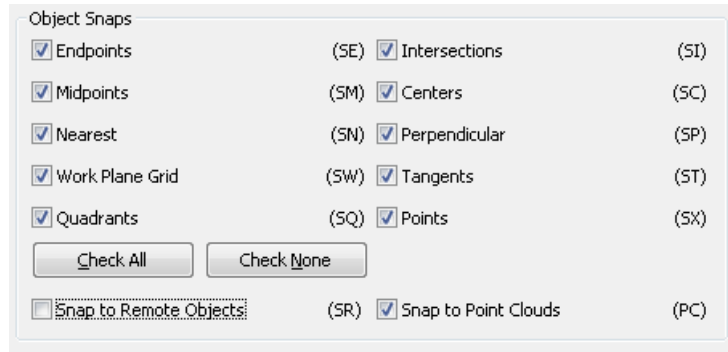 Object Snaps
Endpoints (SE) Intersections (SI)
Midpoints (SM) Centers (SC)
Nearest (SN) Perpendicular (SP)
Work Plane Grid (SW) Tangents (ST)
Quadrants (SQ) Points (SX)
Check All Check None
Snap to Remote Objects (SR) Snap to Point Clouds (PC)